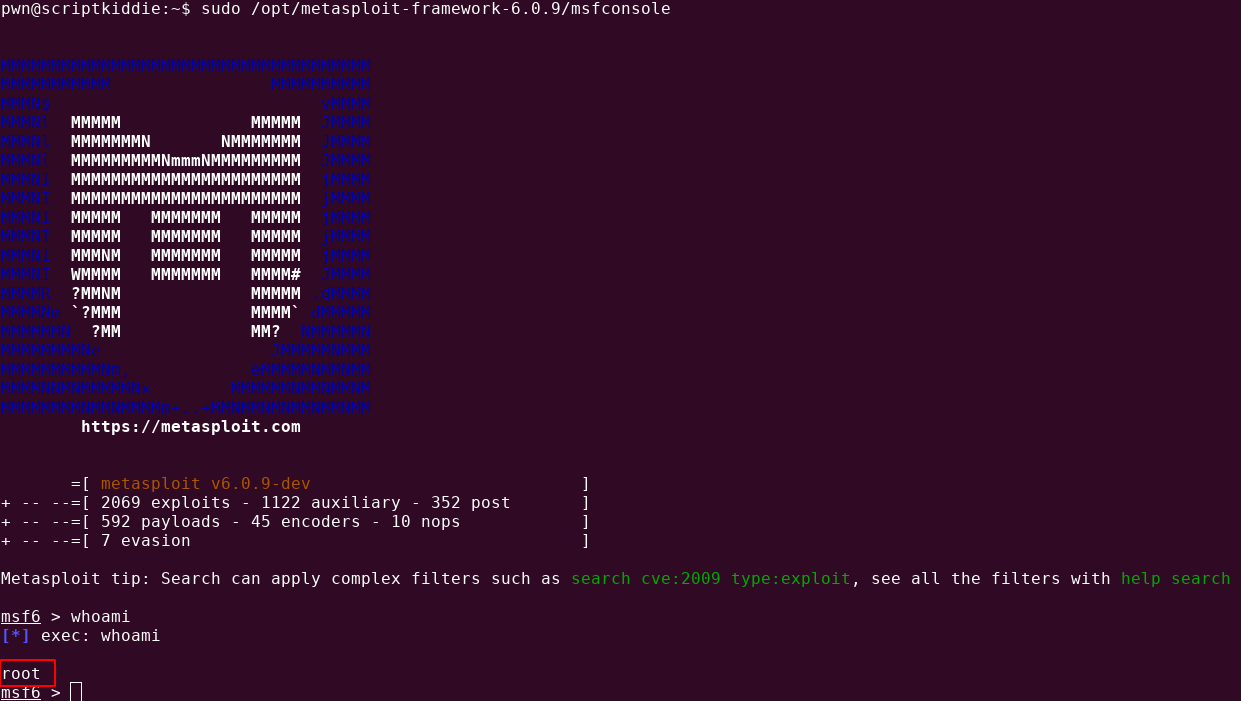 pwn@scriptkiddie:~$ sudo /opt/metasploit-framework-6.0.9/msfconsole
MMMMMMMMMMMMMMMMMMMMMMMMMMMMMMMMMMMMM
MMMMMMMMMMM                MMMMMMMMMM
MMMN$                           vMMMM
MMMNl  MMMMM             MMMMM  JMMMM
MMMNl  MMMMMMMN       NMMMMMMM  JMMMM
MMMNl  MMMMMMMMMNmmmNMMMMMMMMM  JMMMM
MMMNI  MMMMMMMMMMMMMMMMMMMMMMM  jMMMM
MMMNI  MMMMMMMMMMMMMMMMMMMMMMM  jMMMM
MMMNI  MMMMM   MMMMMMM   MMMMM  jMMMM
MMMNI  MMMMM   MMMMMMM   MMMMM  jMMMM
MMMNI  MMMNM   MMMMMMM   MMMMM  jMMMM
MMMNI  WMMMM   MMMMMMM   MMMM#  JMMMM
MMMMR  ?MMNM             MMMMM  dMMMM
MMMMNm `?MMM             MMMM` dMMMMM
MMMMMMN  ?MM             MM?  NMMMMMN
MMMMMMMMNe                 JMMMMMNMMM
MMMMMMMMMMNm,            eMMMMMNMMNMM
MMMMNNMNMMMMMNx        MMMMMMNMMNMMNM
MMMMMMMMNMMNMMMMm+..+MMNMMNMNMMNMMNMM
        https://metasploit.com
       =[ metasploit v6.0.9-dev                           ]
+ -- --=[ 2069 exploits - 1122 auxiliary - 352 post       ]
+ -- --=[ 592 payloads - 45 encoders - 10 nops            ]
+ -- --=[ 7 evasion                                       ]
Metasploit tip: Search can apply complex filters such as search cve:2009 type:exploit, see all the filters with help search
msf6 > whoami
[*] exec: whoami
root
msf6 >